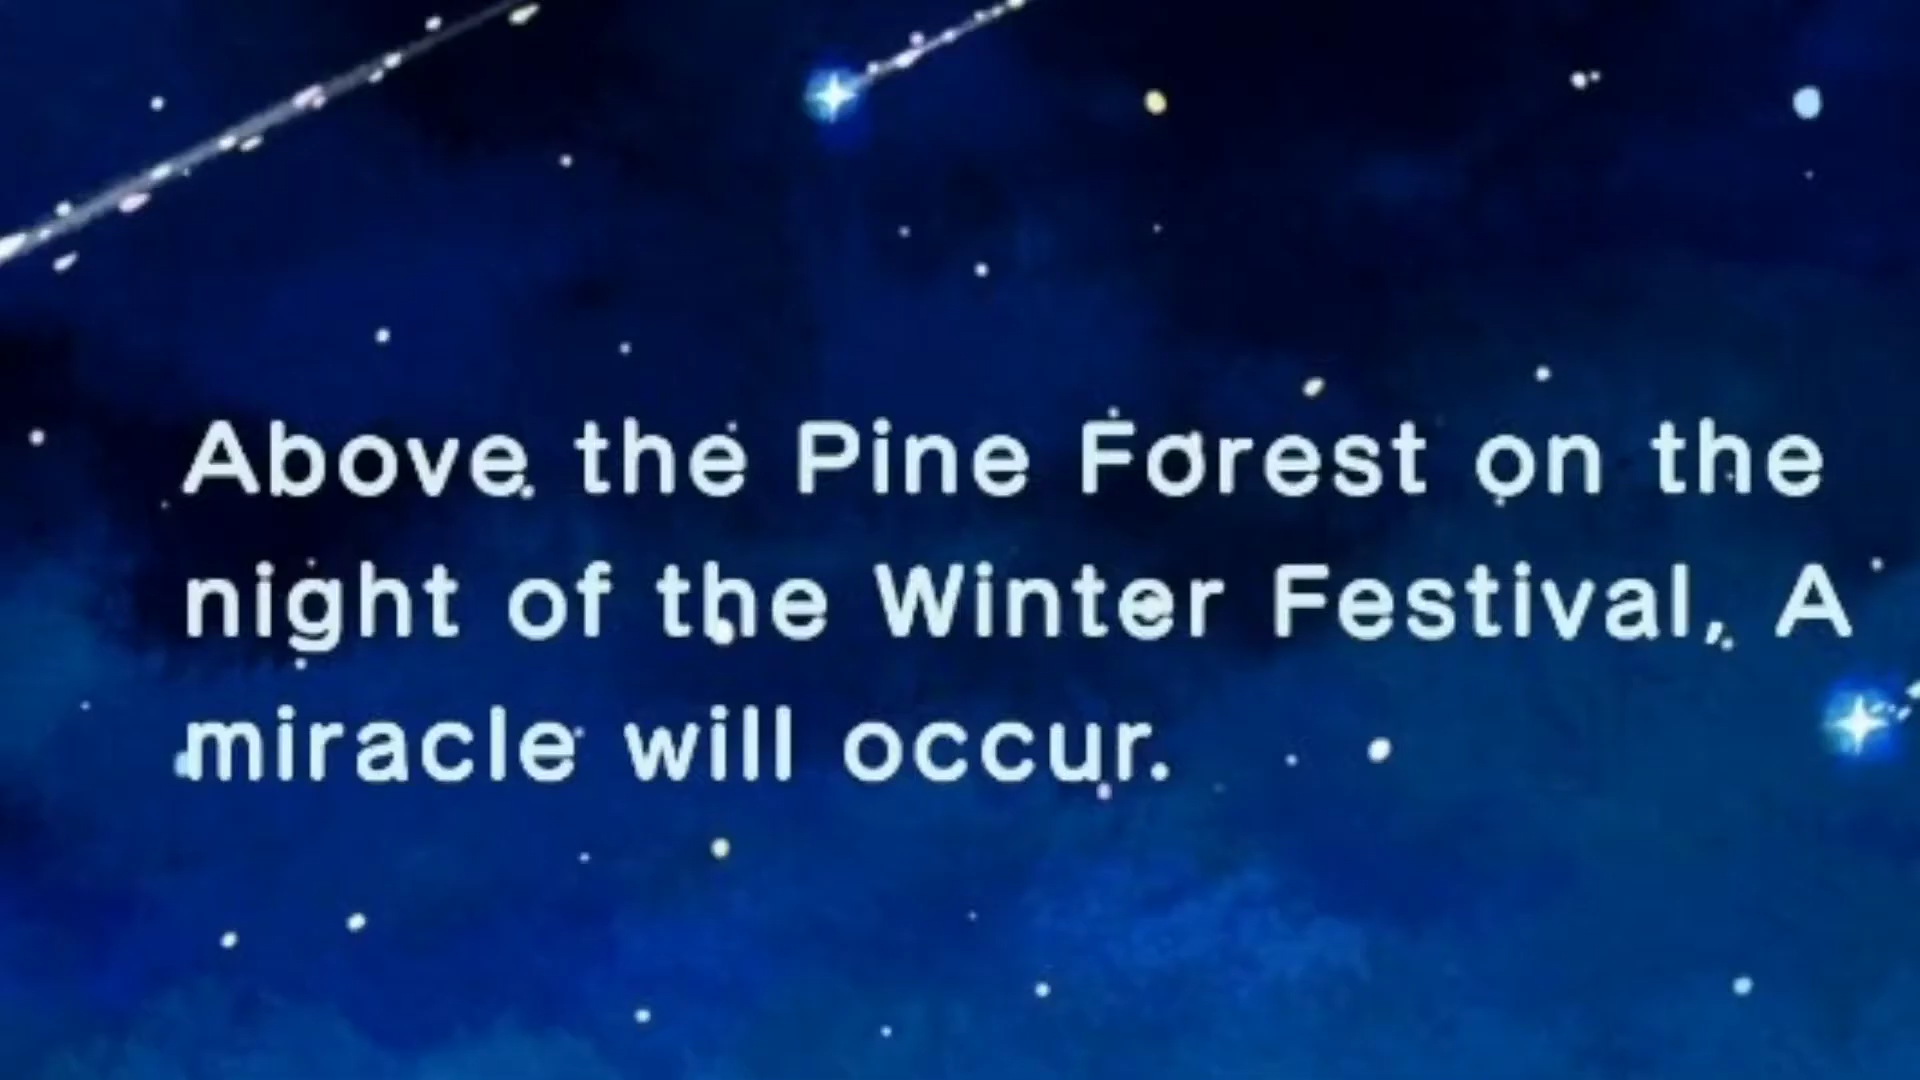 Above the Pine Forest on the
night of the Winter Festival, A
miracle will occur.